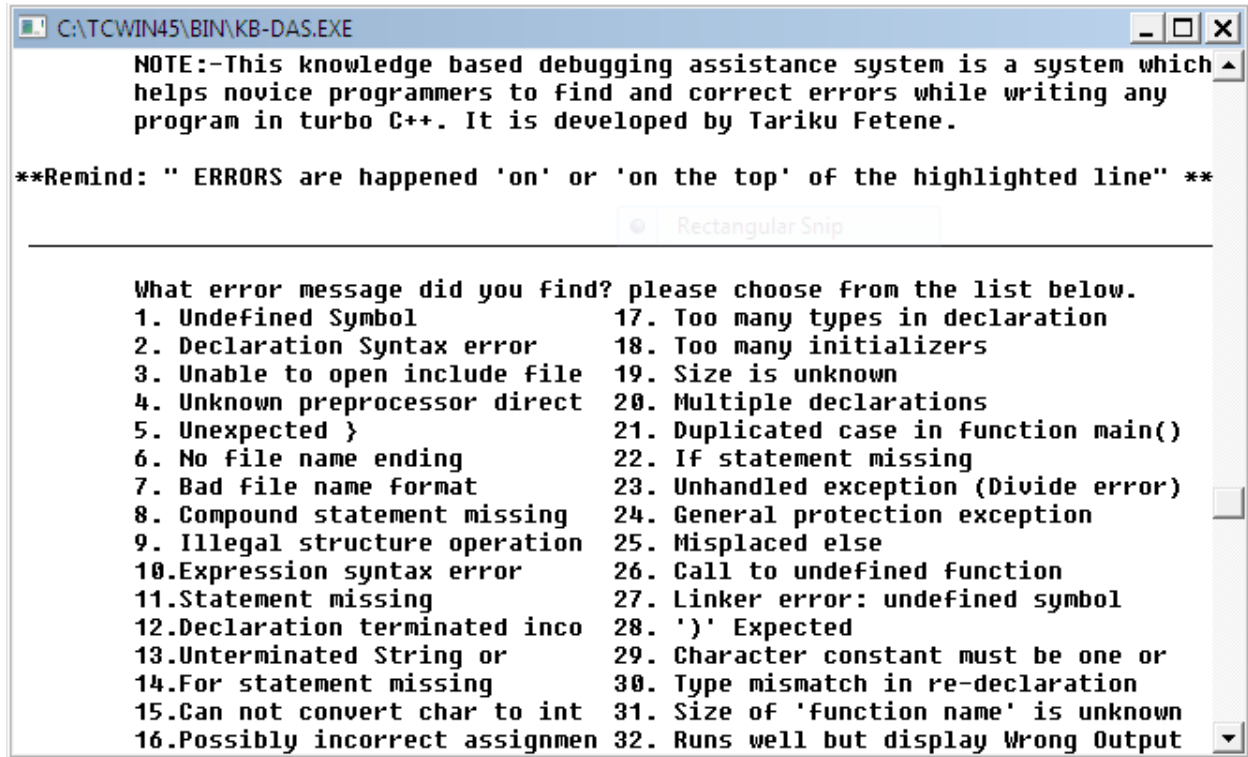 C:\TCWIN45\BIN\KB-DAS.EXE
NOTE:-This knowledge based debugging assistance system is a system which
helps novice programmers to find and correct errors while writing any
program in turbo C++. It is developed by Tariku Fetene.
**Remind: " ERRORS are happened 'on' or 'on the top' of the highlighted line" **
Rectangular Snip
What error message did you find? please choose from the list below.
1. Undefined Symbol 17. Too many types in declaration
2. Declaration Syntax error 18. Too many initializers
3. Unable to open include file 19. Size is unknown
4. Unknown preprocessor direct 20. Multiple declarations
5. Unexpected } 21. Duplicated case in function main()
6. No file name ending 22. If statement missing
7. Bad file name format 23. Unhandled exception (Divide error)
8. Compound statement missing 24. General protection exception
9. Illegal structure operation 25. Misplaced else
10.Expression syntax error 26. Call to undefined function
11.Statement missing 27. Linker error: undefined symbol
12.Declaration terminated inco 28. ')' Expected
13.Unterminated String or 29. Character constant must be one or
14.For statement missing 30. Type mismatch in re-declaration
15.Can not convert char to int 31. Size of 'function name' is unknown
16.Possibly incorrect assignmen 32. Runs well but display Wrong Output